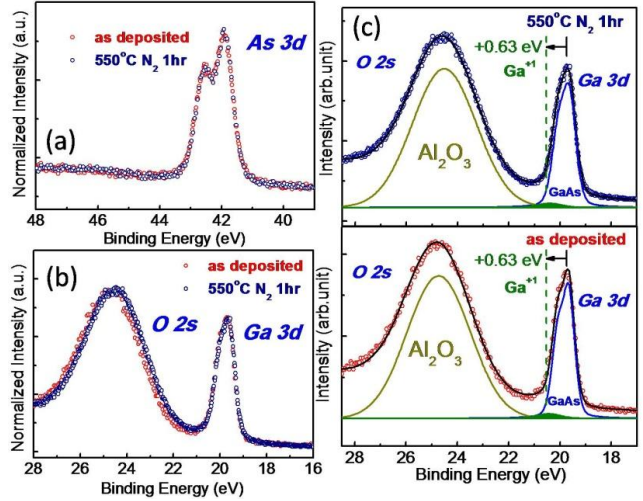 as deposited
550°C N2 1hr
As 3d
(a)
Normalized Intensity (a.u.)
48 46 44 42 40
Binding Energy (eV)
(b)
as deposited
550°C N2 1hr
O 2s
Ga 3d
Normalized Intensity (a.u.)
28 26 24 22 20 18 16
Binding Energy (eV)
(c)
550°C N2 1hr
O 2s
+0.63 eV
Ga+1
Ga 3d
Al2O3
GaAs
Intensity (arb.unit)
as deposited
O 2s
+0.63 eV
Ga+1
Ga 3d
Al2O3
GaAs
Intensity (arb.unit)
28 26 24 22 20 18
Binding Energy (eV)